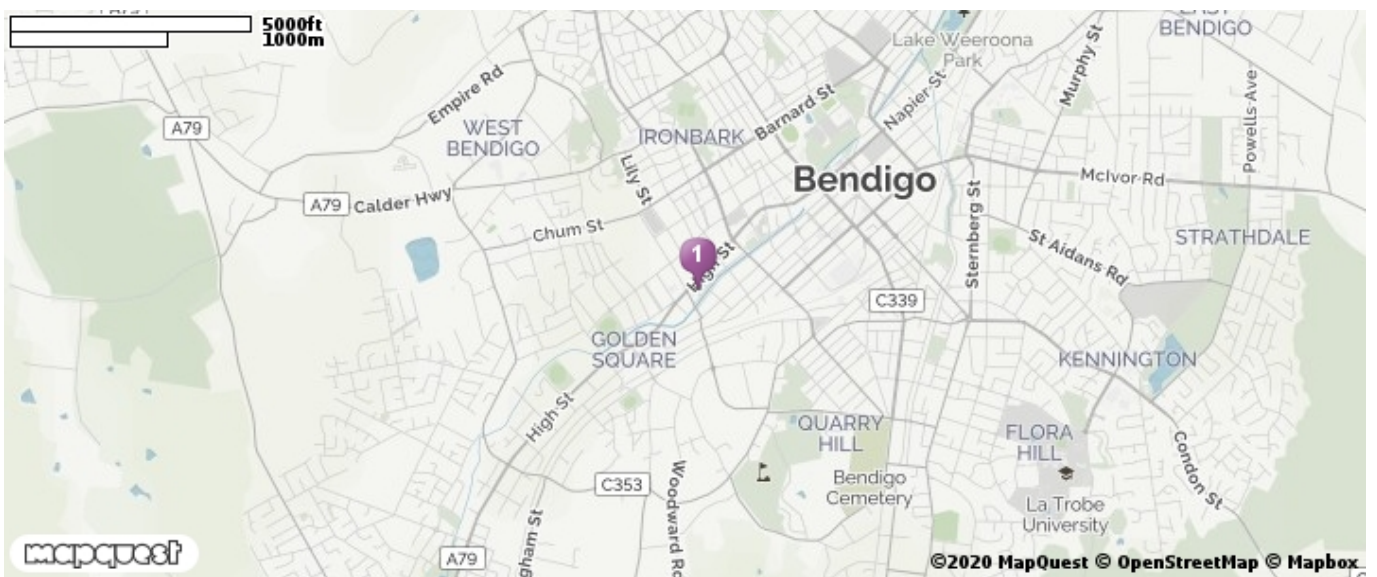 5000ft
1000m
EAST
BENDIGO
Lake Weeroona
Park
Murphy St
Empire Rd
Napier St
Powells Ave
A79
WEST
BENDIGO
IRONBARK
Barnard St
Lily St
Bendigo
McIvor Rd
A79
Calder Hwy
Sternberg St
Chum St
St Aidans Rd
STRATHDALE
1
High St
C339
GOLDEN
SQUARE
KENNINGTON
High St
QUARRY
HILL
FLORA
HILL
Condon St
C353
Woodward Rd
Bendigo
Cemetery
La Trobe
University
gham St
mapquest
A79
©2020 MapQuest © OpenStreetMap © Mapbox